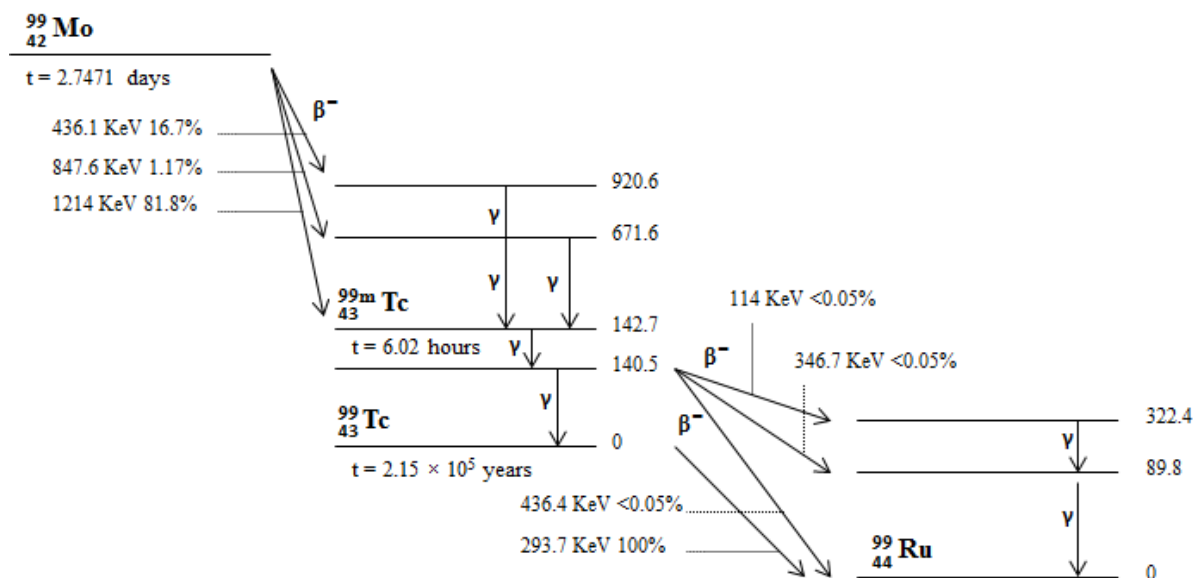 99
42 Mo
t = 2.7471 days
β⁻
436.1 KeV 16.7%
847.6 KeV 1.17%
1214 KeV 81.8%
920.6
γ
671.6
γ
γ
99m
43 Tc
142.7
114 KeV <0.05%
t = 6.02 hours
γ
140.5
β⁻
346.7 KeV <0.05%
γ
99
43 Tc
0
β⁻
322.4
t = 2.15 × 10⁵ years
γ
89.8
436.4 KeV <0.05%
γ
293.7 KeV 100%
99
44 Ru
0